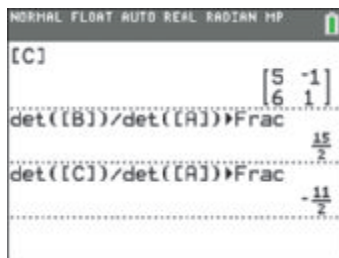 NORMAL FLOAT AUTO REAL RADIAN MP
[C]
[5 -1]
[6 1]
det([B])/det([A])▶Frac
15/2
det([C])/det([A])▶Frac
-11/2